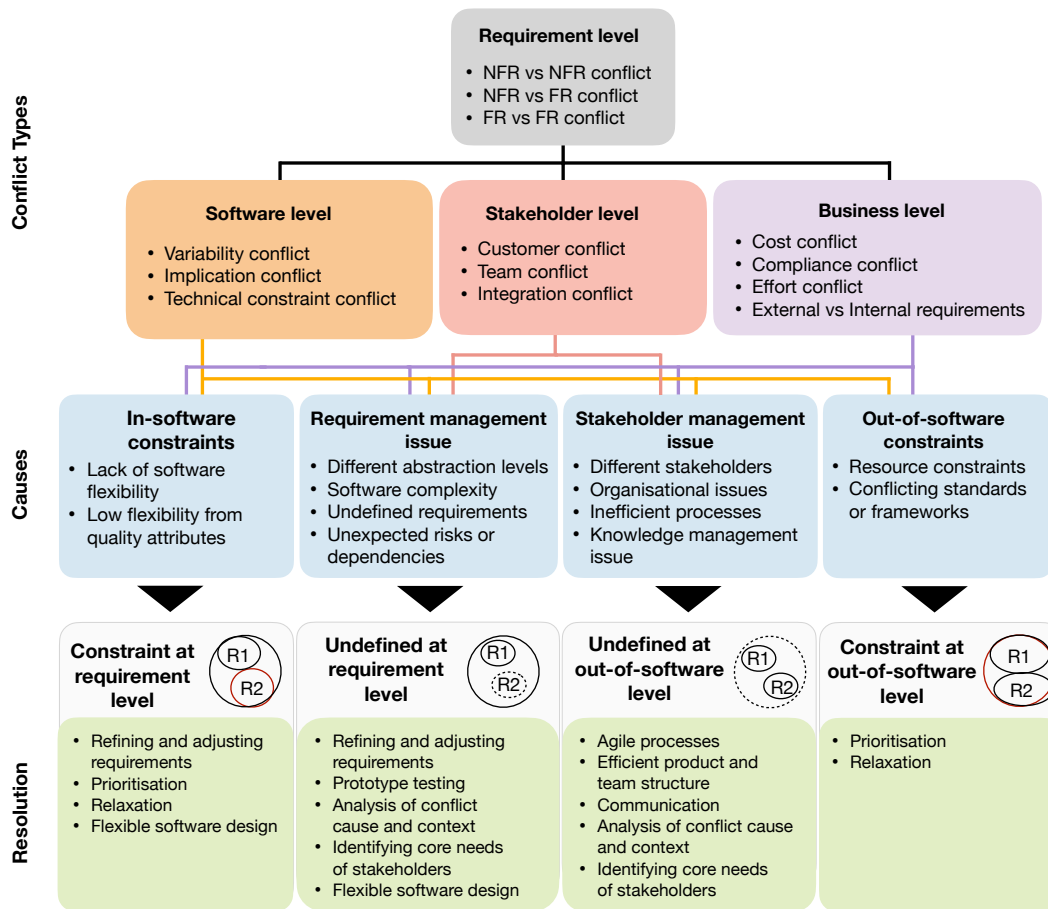 Conflict Types
Requirement level
• NFR vs NFR conflict
• NFR vs FR conflict
• FR vs FR conflict
Software level
• Variability conflict
• Implication conflict
• Technical constraint conflict
Stakeholder level
• Customer conflict
• Team conflict
• Integration conflict
Business level
• Cost conflict
• Compliance conflict
• Effort conflict
• External vs Internal requirements
Causes
In-software
constraints
• Lack of software
flexibility
• Low flexibility from
quality attributes
Requirement management
issue
• Different abstraction levels
• Software complexity
• Undefined requirements
• Unexpected risks or
dependencies
Stakeholder management
issue
• Different stakeholders
• Organisational issues
• Inefficient processes
• Knowledge management
issue
Out-of-software
constraints
• Resource constraints
• Conflicting standards
or frameworks
Resolution
Constraint at
requirement
level
R1
R2
• Refining and adjusting
requirements
• Prioritisation
• Relaxation
• Flexible software design
Undefined at
requirement
level
R1
R2
• Refining and adjusting
requirements
• Prototype testing
• Analysis of conflict
cause and context
• Identifying core needs
of stakeholders
• Flexible software design
Undefined at
out-of-software
level
R1
R2
• Agile processes
• Efficient product and
team structure
• Communication
• Analysis of conflict cause
and context
• Identifying core needs
of stakeholders
Constraint at
out-of-software
level
R1
R2
• Prioritisation
• Relaxation